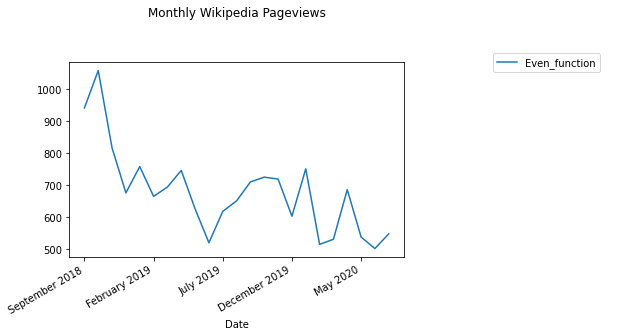 Monthly Wikipedia Pageviews
Even_function
1000
900
800
700
600
500
September 2018
February 2019
July 2019
December 2019
May 2020
Date